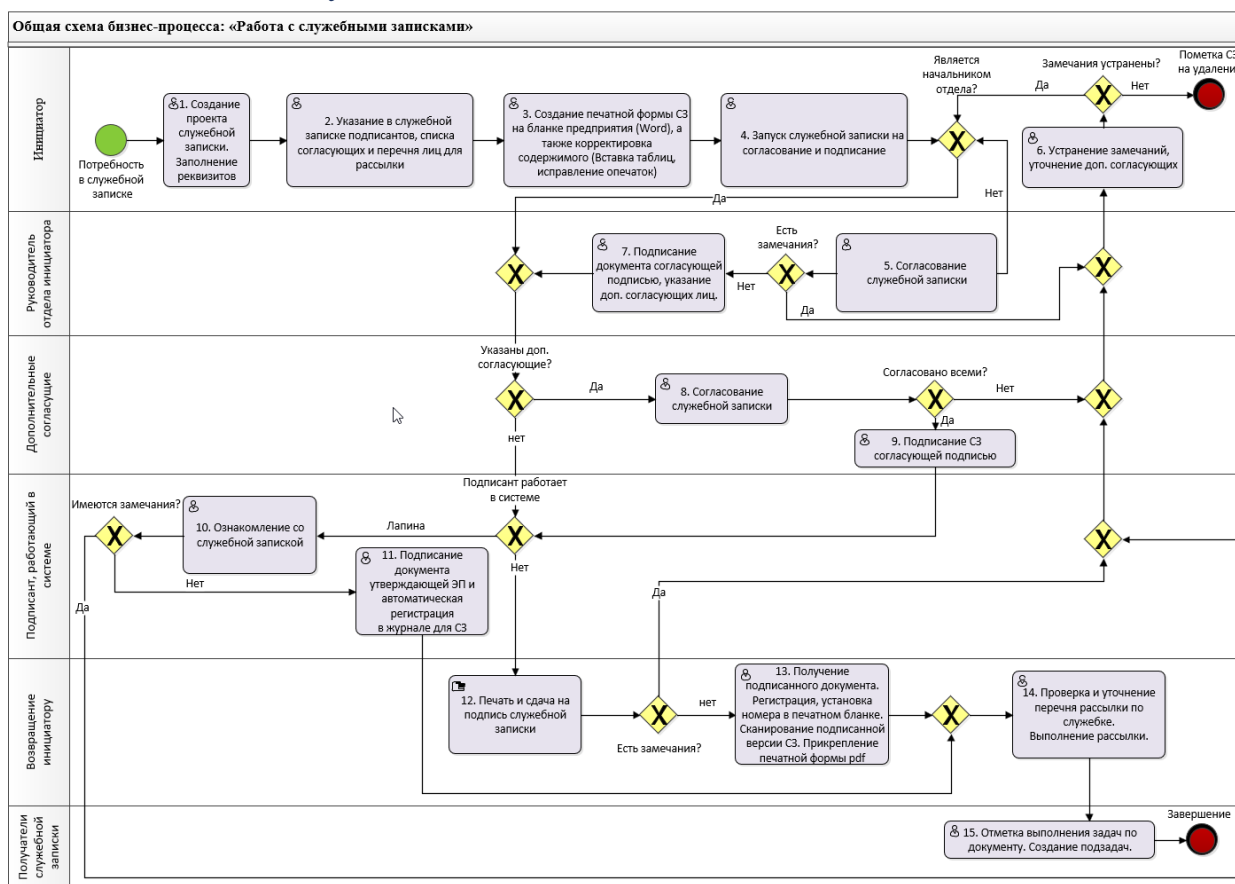 Общая схема бизнес-процесса: «Работа с служебными записками»
Инициатор
Потребность
в служебной
записке
1. Создание
проекта
служебной
записки.
Заполнение
реквизитов
2. Указание в служебной
записке подписантов, списка
согласующих и перечня лиц для
рассылки
3. Создание печатной формы СЗ
на бланке предприятия (Word), а
также корректировка
содержимого (Вставка таблиц,
исправление опечаток)
4. Запуск служебной записки на
согласование и подписание
Является
начальником
отдела?
Замечания устранены?
Да
Нет
Пометка СЗ
на удаление
6. Устранение замечаний,
уточнение доп. согласующих
Да
Нет
Руководитель
отдела инициатора
7. Подписание
документа согласующей
подписью, указание
доп. согласующих лиц.
Есть
замечания?
Нет
Да
5. Согласование
служебной записки
Дополнительные
согласущие
Указаны доп.
согласующие?
Да
нет
8. Согласование
служебной записки
Согласовано всеми?
Нет
Да
9. Подписание СЗ
согласующей подписью
Подписант, работающий в
системе
Имеются замечания?
Да
Нет
10. Ознакомление со
служебной запиской
Лапина
Подписант работает
в системе
Нет
11. Подписание
документа
утверждающей ЭП и
автоматическая
регистрация
в журнале для СЗ
Да
Возвращение
инициатору
12. Печать и сдача на
подпись служебной
записки
Есть замечания?
нет
13. Получение
подписанного документа.
Регистрация, установка
номера в печатном бланке.
Сканирование подписанной
версии СЗ. Прикрепление
печатной формы pdf
14. Проверка и уточнение
перечня рассылки по
служебке.
Выполнение рассылки.
Получатели
служебной
записки
15. Отметка выполнения задач по
документу. Создание подзадач.
Завершение